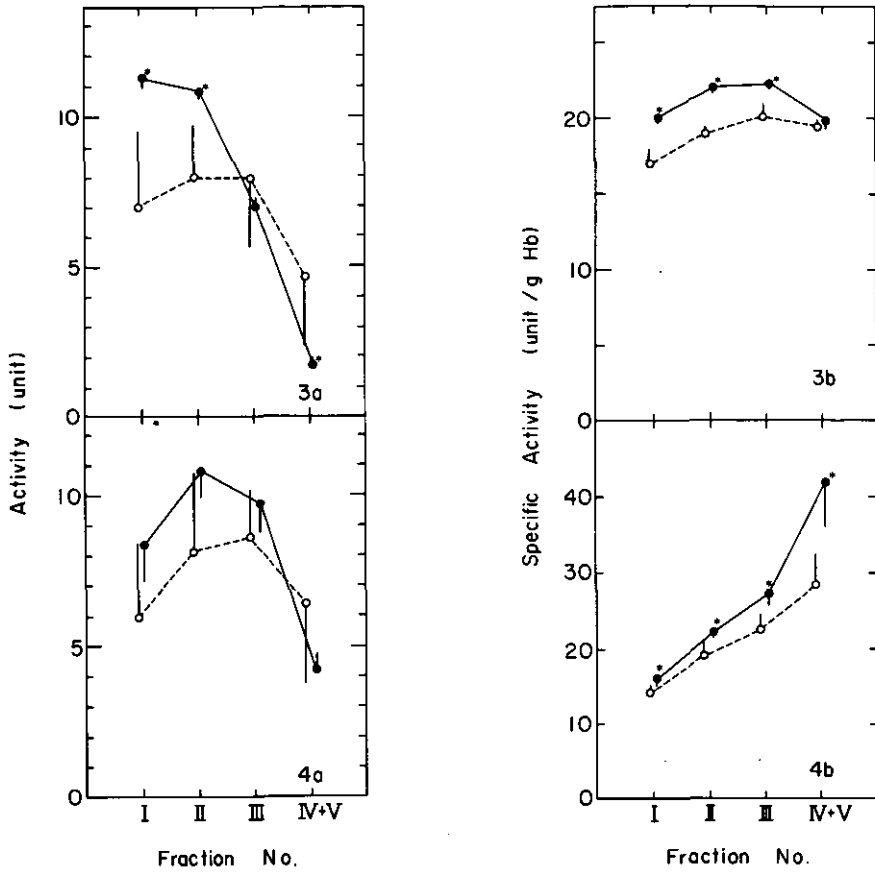 Activity (unit)
10
5
0
3a
10
5
0
4a
I II III IV+V
Fraction No.
Specific Activity (unit/g Hb)
20
10
0
3b
40
30
20
10
0
4b
I II III IV+V
Fraction No.